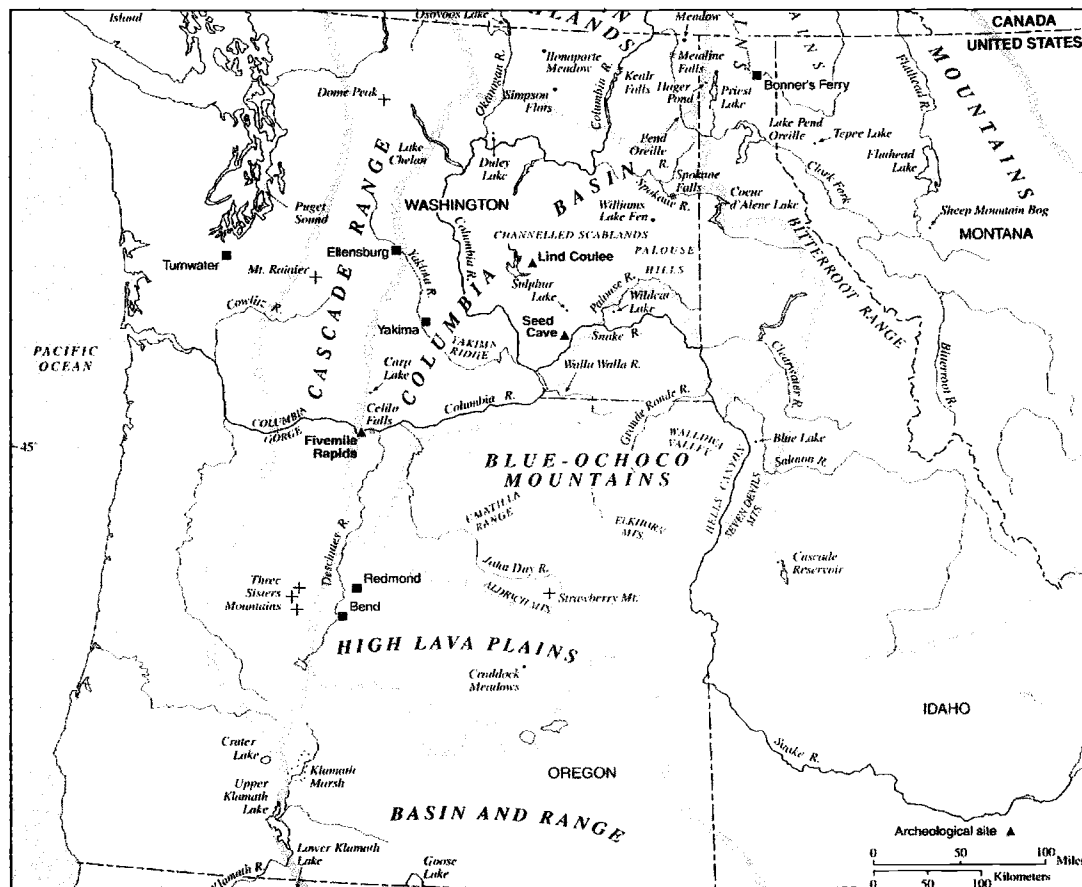 Island
Osoyoos Lake
Meadow
CANADA
UNITED STATES
Bonaparte
Meadow
Metaline
Falls
Okanogan R.
Columbia R.
Flathead R.
MOUNTAINS
Dome Peak
Simpson
Flats
Huger
Pond
Priest
Lake
Bonner's Ferry
Lake
Chelan
Duley
Lake
Pend
Oreille
R.
Lake Pend
Oreille
Tepee Lake
Flathead
Lake
Clark Fork
Spokane
Falls
Spokane R.
Coeur
d'Alene Lake
Puget
Sound
WASHINGTON
COLUMBIA BASIN
Williams
Lake Fen
Sheep Mountain Bog
MONTANA
CASCADE RANGE
Columbia R.
CHANNELLED SCABLANDS
PALOUSE
HILLS
BITTERROOT RANGE
Tumwater
Ellensburg
Yakima R.
Lind Coulee
Mt. Rainier
Sulphur
Lake
Palouse R.
Wildcat
Lake
Cowlitz R.
Yakima
Seed
Cave
Snake R.
YAKIMA
RIDGE
Walla Walla R.
PACIFIC
OCEAN
Carp
Lake
Clearwater R.
Bitterroot R.
Celilo
Falls
Columbia R.
Grande Ronde R.
COLUMBIA
GORGE
45°
Fivemile
Rapids
WALLOWA
VALLEY
Blue Lake
Salmon R.
BLUE-OCHOCO
MOUNTAINS
HELLS CANYON
SEVEN DEVILS
MTS.
UMATILLA
RANGE
ELKHORN
MTS.
Deschutes R.
John Day R.
Cascade
Reservoir
Three
Sisters
Mountains
Redmond
ALDRICH MTS.
Strawberry Mt.
Bend
HIGH LAVA PLAINS
Craddock
Meadows
IDAHO
Crater
Lake
Klamath
Marsh
OREGON
Snake R.
Upper
Klamath
Lake
BASIN AND RANGE
Archeological site
Lower Klamath
Lake
Klamath R.
Goose
Lake
0 50 100
Miles
0 50 100
Kilometers